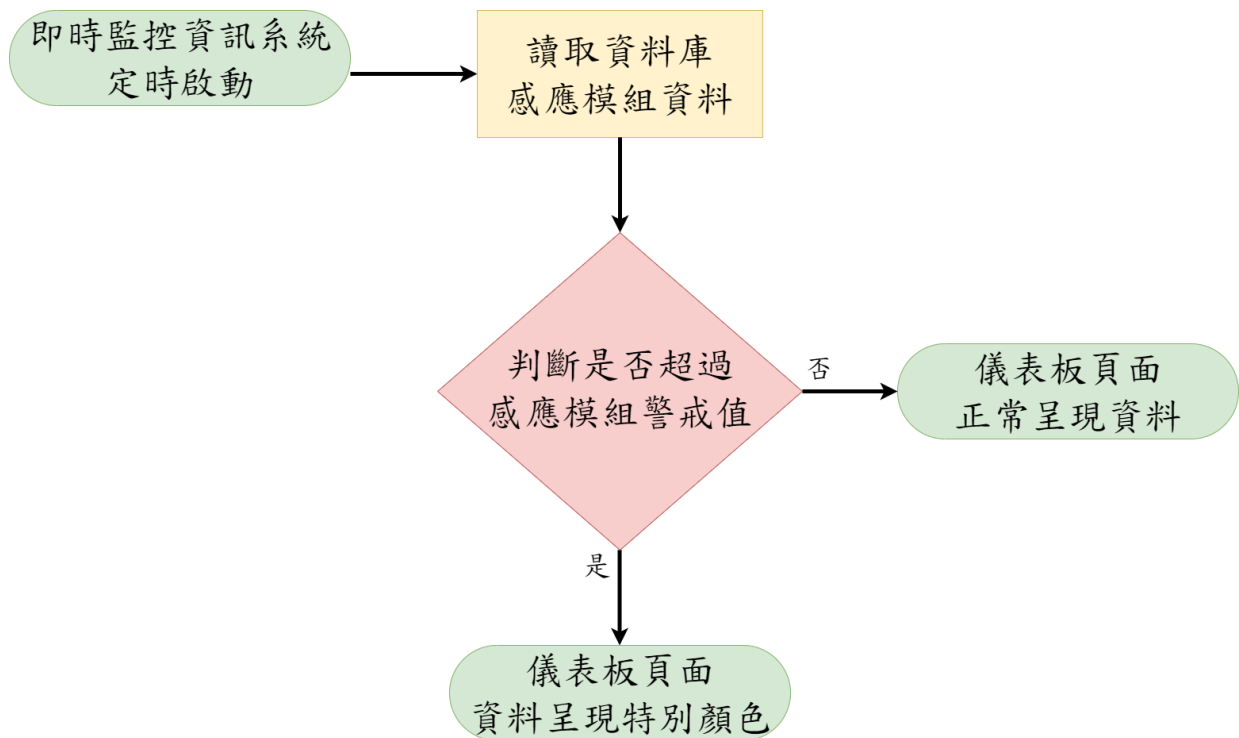 即時監控資訊系統
定時啟動
讀取資料庫
感應模組資料
判斷是否超過
感應模組警戒值
否
儀表板頁面
正常呈現資料
是
儀表板頁面
資料呈現特別顏色